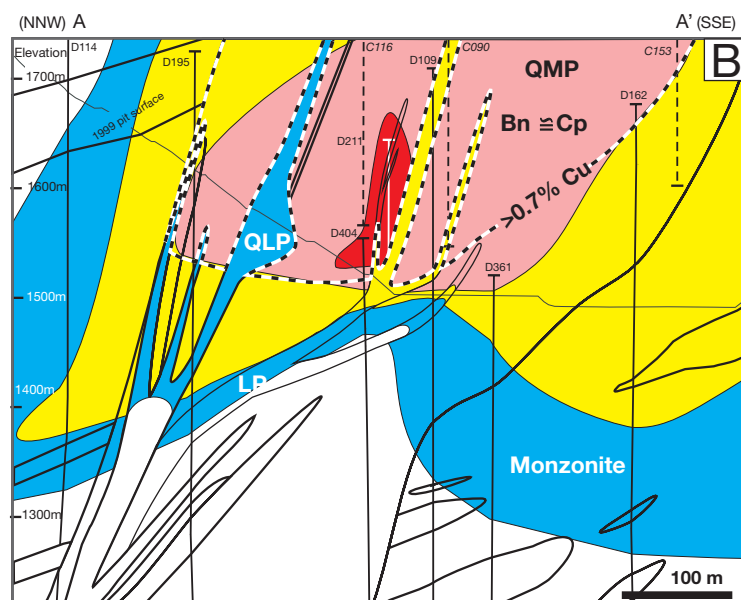 (NNW) A
A’ (SSE)
Elevation
D114
D195
C116
D109
C090
C153
B
QMP
1700m
D162
1999 pit surface
Bn ≦ Cp
D211
1600m
>0.7% Cu
D404
QLP
D361
1500m
LP
1400m
Monzonite
1300m
100 m